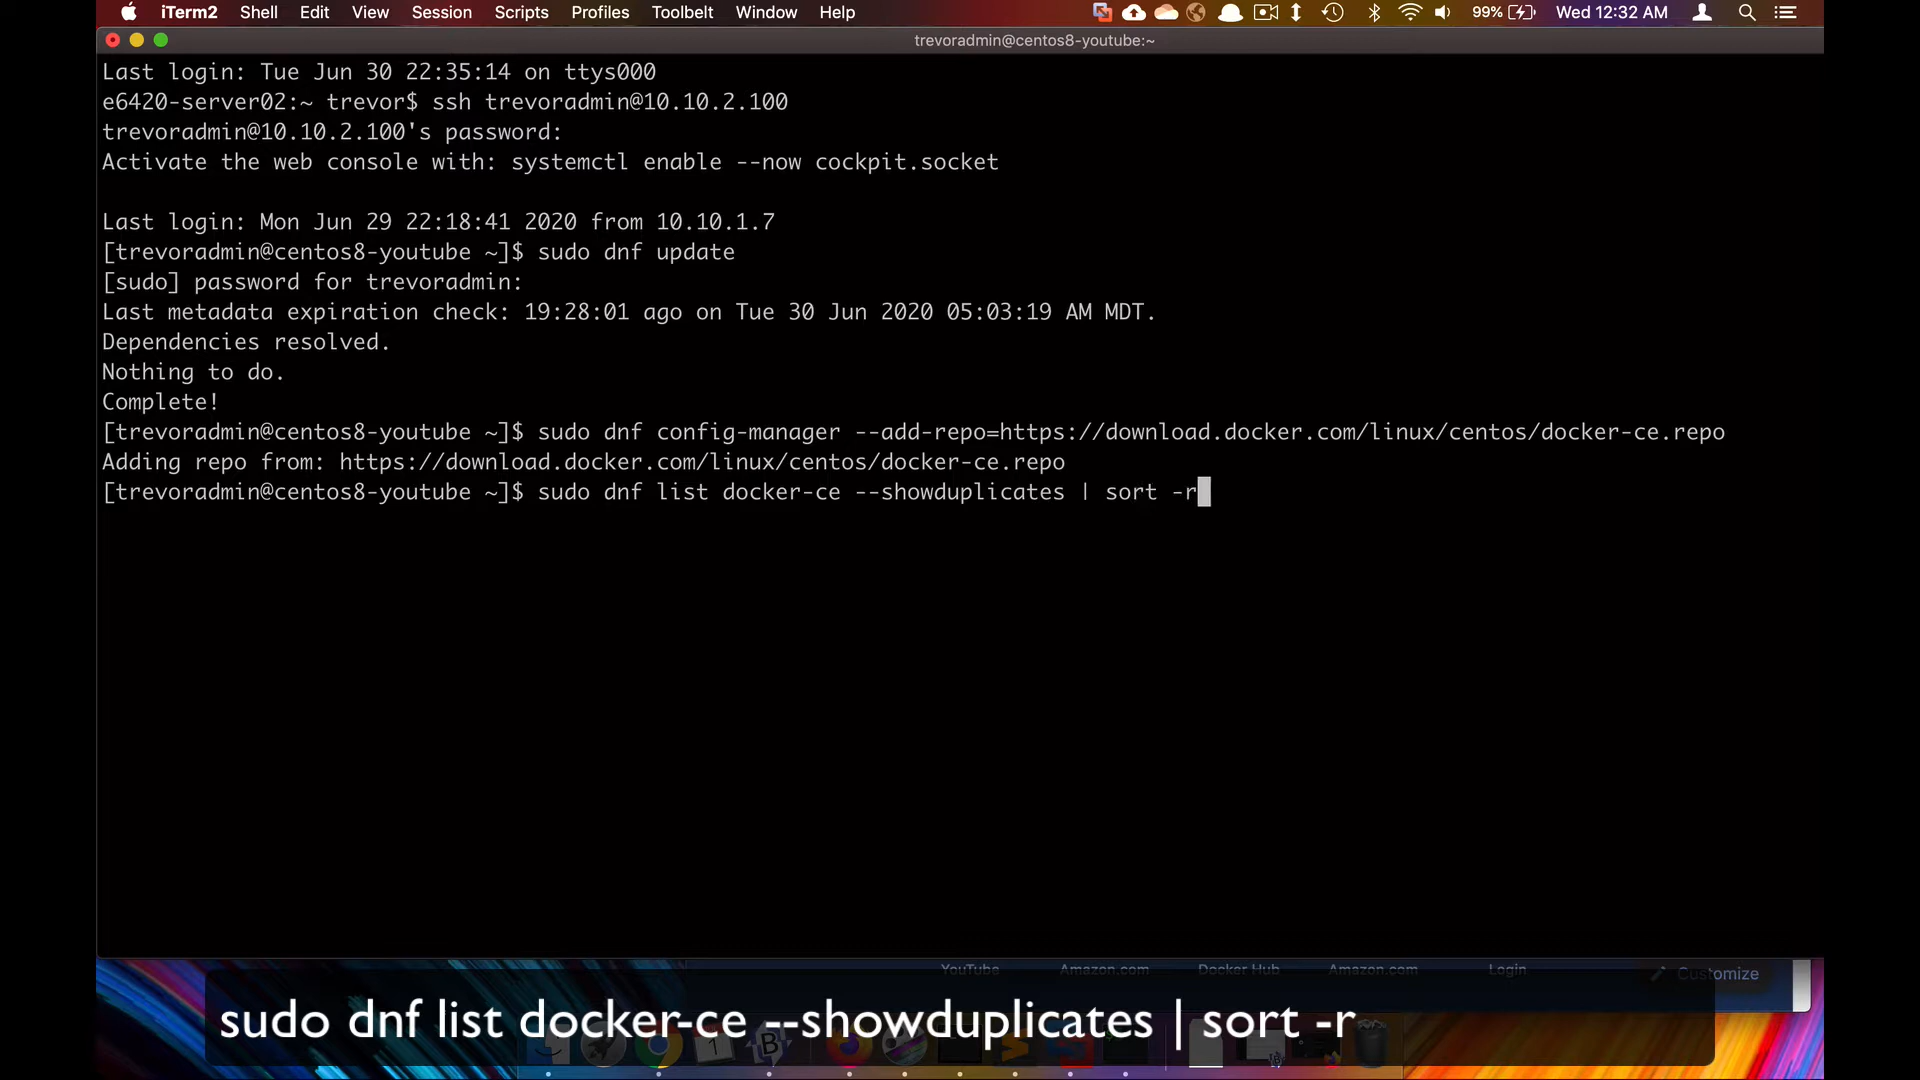 iTerm2 Shell Edit View Session Scripts Profiles Toolbelt Window Help 99% Wed 12:32 AM
trevoradmin@centos8-youtube:~
Last login: Tue Jun 30 22:35:14 on ttys000
e6420-server02:~ trevor$ ssh trevoradmin@10.10.2.100
trevoradmin@10.10.2.100's password:
Activate the web console with: systemctl enable --now cockpit.socket
Last login: Mon Jun 29 22:18:41 2020 from 10.10.1.7
[trevoradmin@centos8-youtube ~]$ sudo dnf update
[sudo] password for trevoradmin:
Last metadata expiration check: 19:28:01 ago on Tue 30 Jun 2020 05:03:19 AM MDT.
Dependencies resolved.
Nothing to do.
Complete!
[trevoradmin@centos8-youtube ~]$ sudo dnf config-manager --add-repo=https://download.docker.com/linux/centos/docker-ce.repo
Adding repo from: https://download.docker.com/linux/centos/docker-ce.repo
[trevoradmin@centos8-youtube ~]$ sudo dnf list docker-ce --showduplicates | sort -r
YouTube Amazon.com Docker Hub Amazon.com Login Customize
sudo dnf list docker-ce --showduplicates | sort -r
1